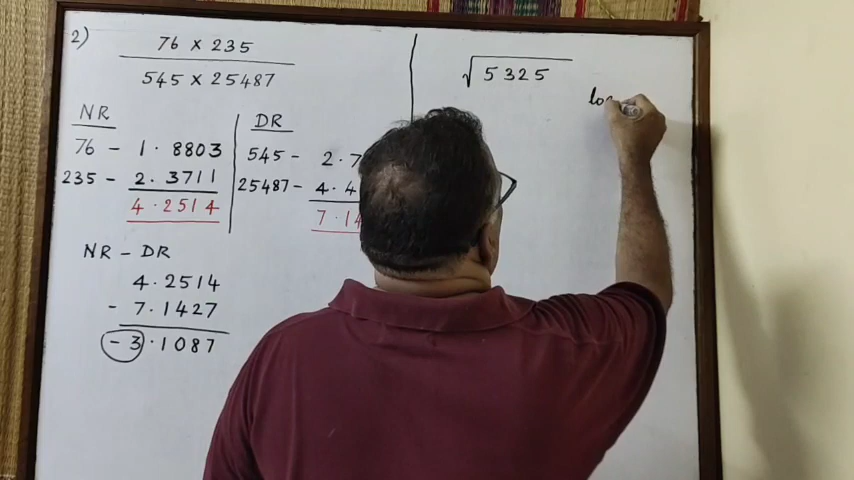 2)
76 x 235
545 x 25487
NR
76 - 1.8803
235 - 2.3711
4.2514
DR
545 - 2.7
25487 - 4.4
7.14
NR - DR
4.2514
- 7.1427
- 3.1087
√5325